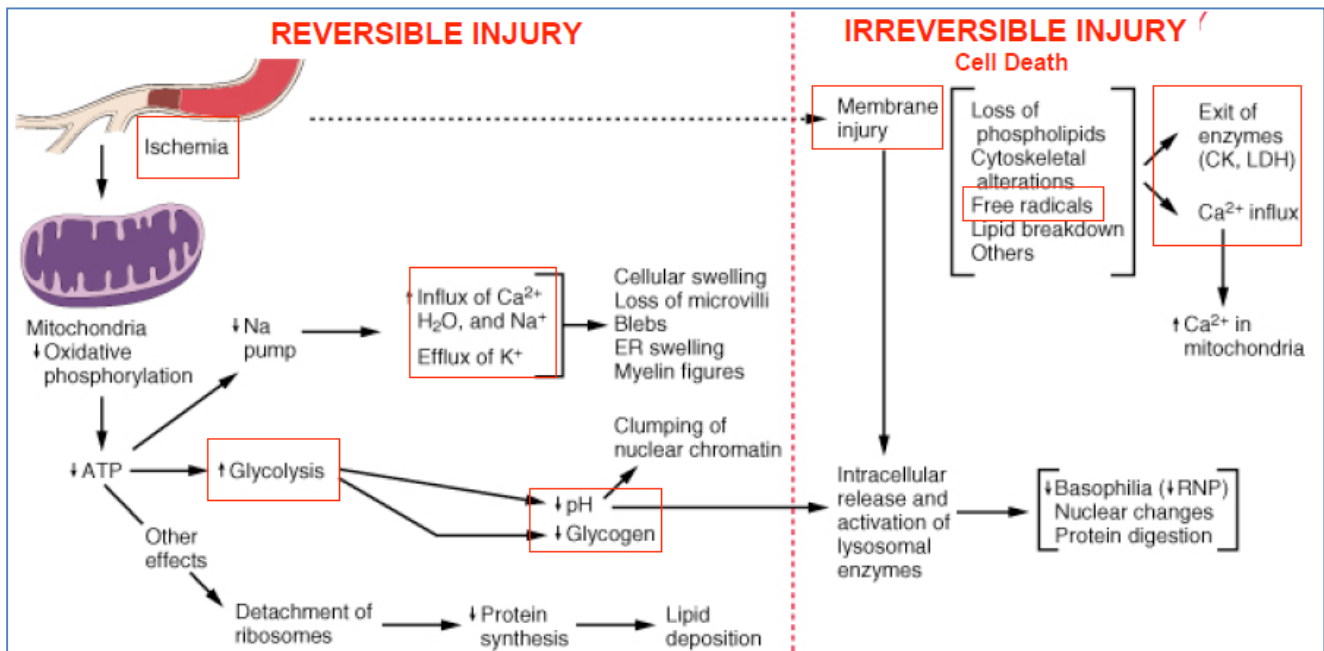 REVERSIBLE INJURY
Ischemia
Mitochondria
↓Oxidative
phosphorylation
↓ATP
↓Na
pump
↑Influx of Ca²⁺
H₂O, and Na⁺
Efflux of K⁺
Cellular swelling
Loss of microvilli
Blebs
ER swelling
Myelin figures
↑Glycolysis
↓pH
↓Glycogen
Clumping of
nuclear chromatin
Other
effects
Detachment of
ribosomes
↓Protein
synthesis
Lipid
deposition
IRREVERSIBLE INJURY
Cell Death
Membrane
injury
Loss of
phospholipids
Cytoskeletal
alterations
Free radicals
Lipid breakdown
Others
Exit of
enzymes
(CK, LDH)
Ca²⁺ influx
↑Ca²⁺ in
mitochondria
Intracellular
release and
activation of
lysosomal
enzymes
↓Basophilia (↓RNP)
Nuclear changes
Protein digestion